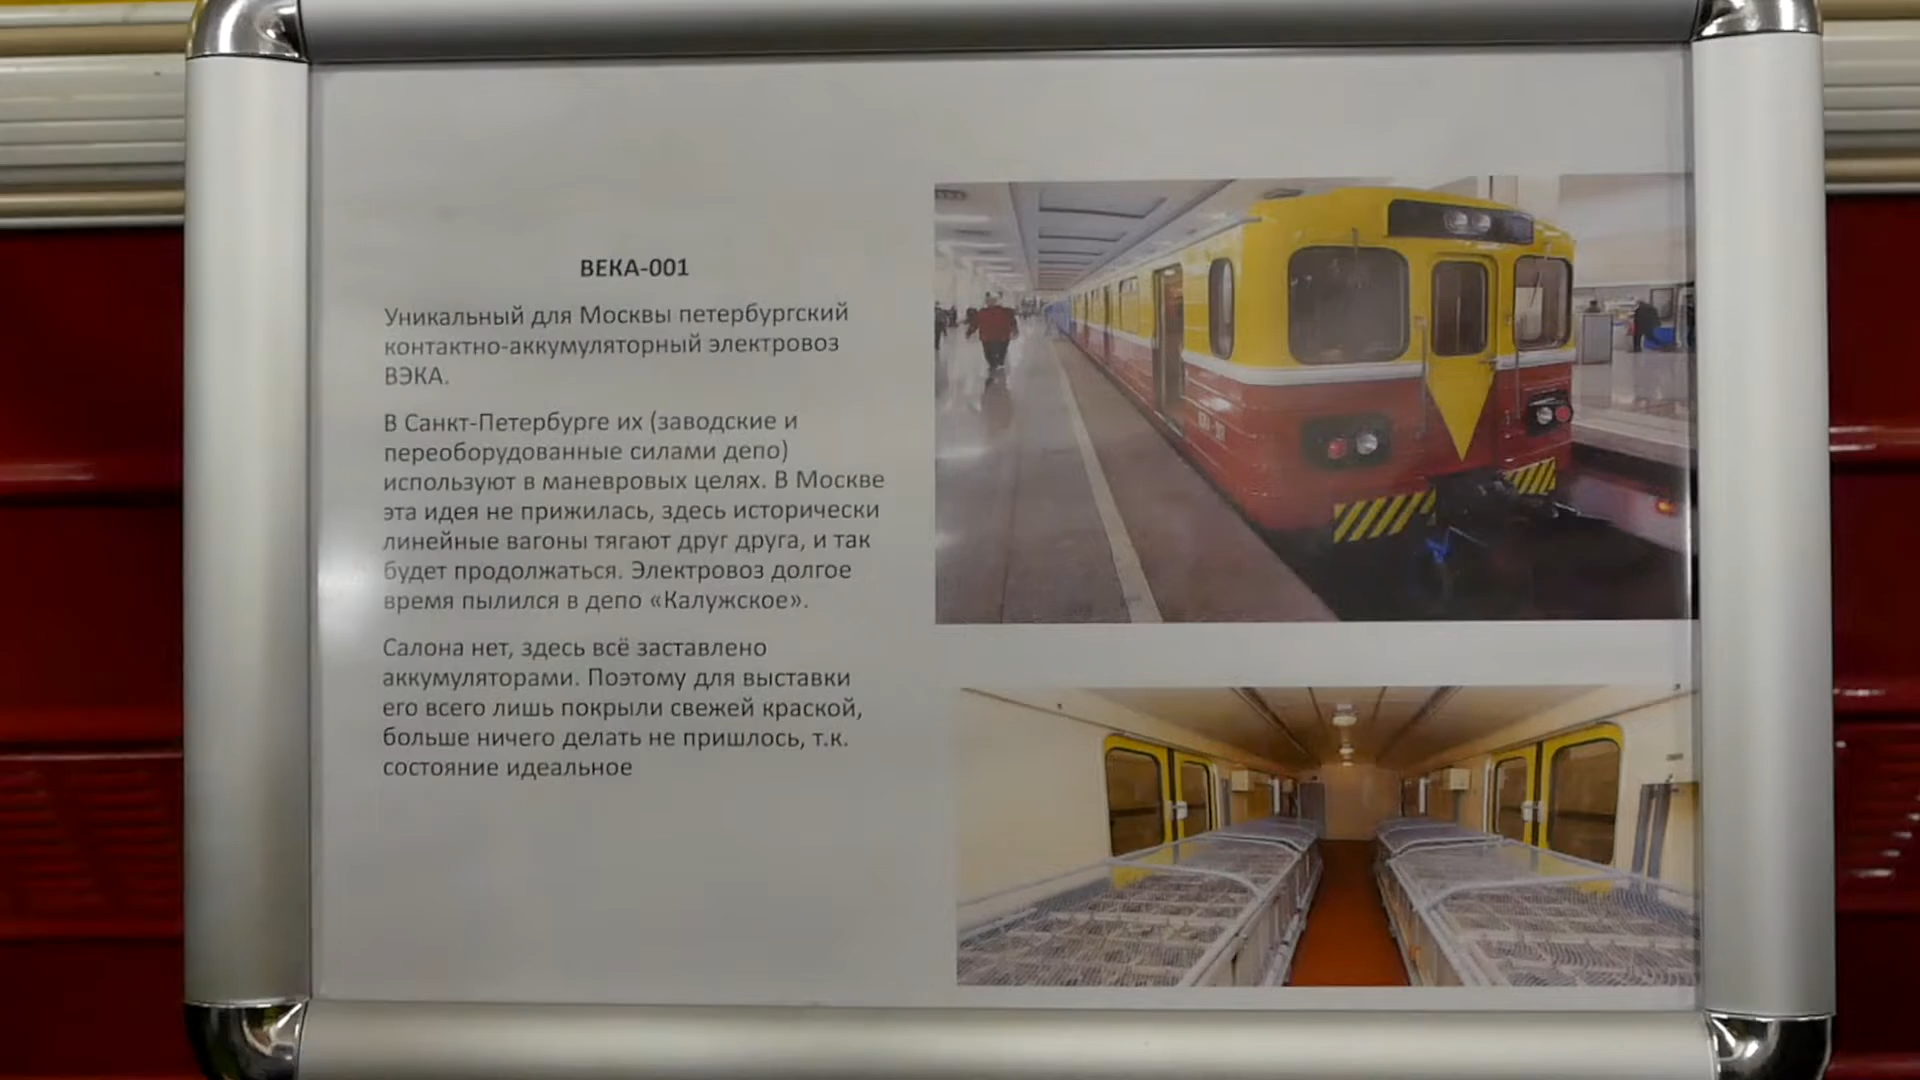 ВЕКА-001
Уникальный для Москвы петербургский
контактно-аккумуляторный электровоз
ВЭКА.
В Санкт-Петербурге их (заводские и
переоборудованные силами депо)
используют в маневровых целях. В Москве
эта идея не прижилась, здесь исторически
линейные вагоны тягают друг друга, и так
будет продолжаться. Электровоз долгое
время пылился в депо «Калужское».
Салона нет, здесь всё заставлено
аккумуляторами. Поэтому для выставки
его всего лишь покрыли свежей краской,
больше ничего делать не пришлось, т.к.
состояние идеальное